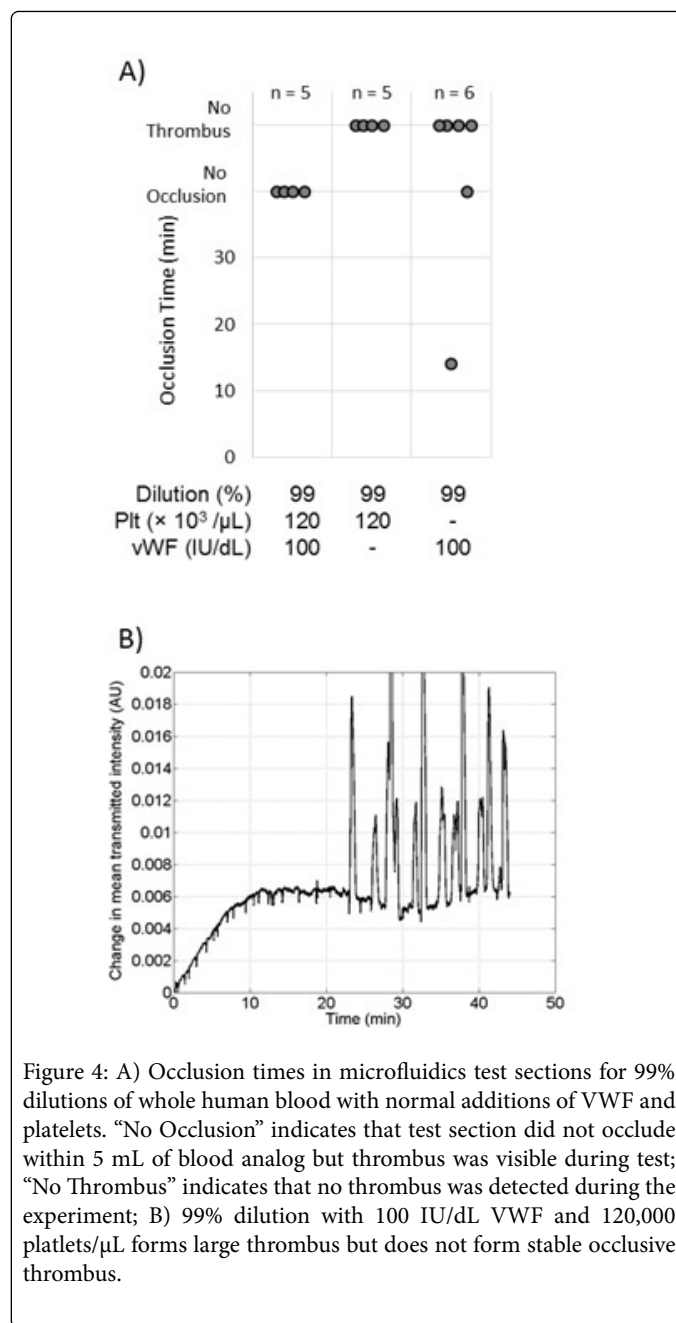 A)
n = 5 n = 5 n = 6
No
Thrombus
No
Occlusion
Occlusion Time (min)
30
20
10
0
Dilution (%) 99 99 99
Plt (× 10³ /µL) 120 120 -
vWF (IU/dL) 100 - 100
B)
Change in mean transmitted intensity (AU)
0.02
0.018
0.016
0.014
0.012
0.01
0.008
0.006
0.004
0.002
0
0 10 20 30 40 50
Time (min)
Figure 4: A) Occlusion times in microfluidics test sections for 99%
dilutions of whole human blood with normal additions of VWF and
platelets. “No Occlusion” indicates that test section did not occlude
within 5 mL of blood analog but thrombus was visible during test;
“No Thrombus” indicates that no thrombus was detected during the
experiment; B) 99% dilution with 100 IU/dL VWF and 120,000
platlets/µL forms large thrombus but does not form stable occlusive
thrombus.